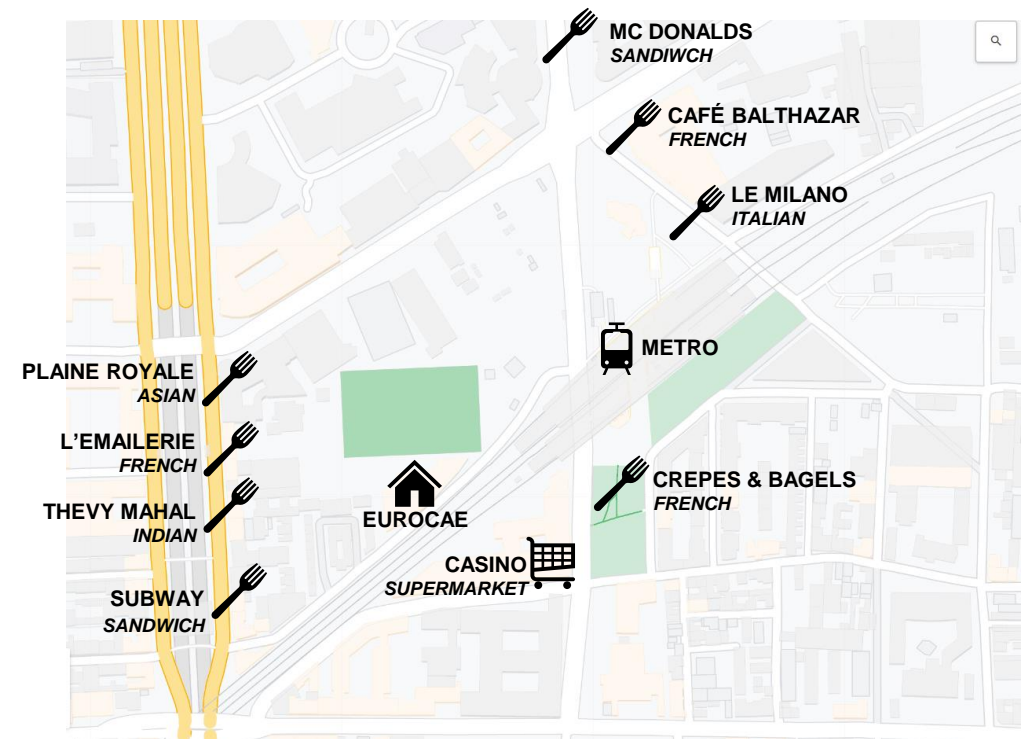 MC DONALDS
SANDIWCH
CAFÉ BALTHAZAR
FRENCH
LE MILANO
ITALIAN
METRO
PLAINE ROYALE
ASIAN
L'EMAILERIE
FRENCH
THEVY MAHAL
INDIAN
CREPES & BAGELS
FRENCH
EUROCAE
CASINO
SUPERMARKET
SUBWAY
SANDWICH